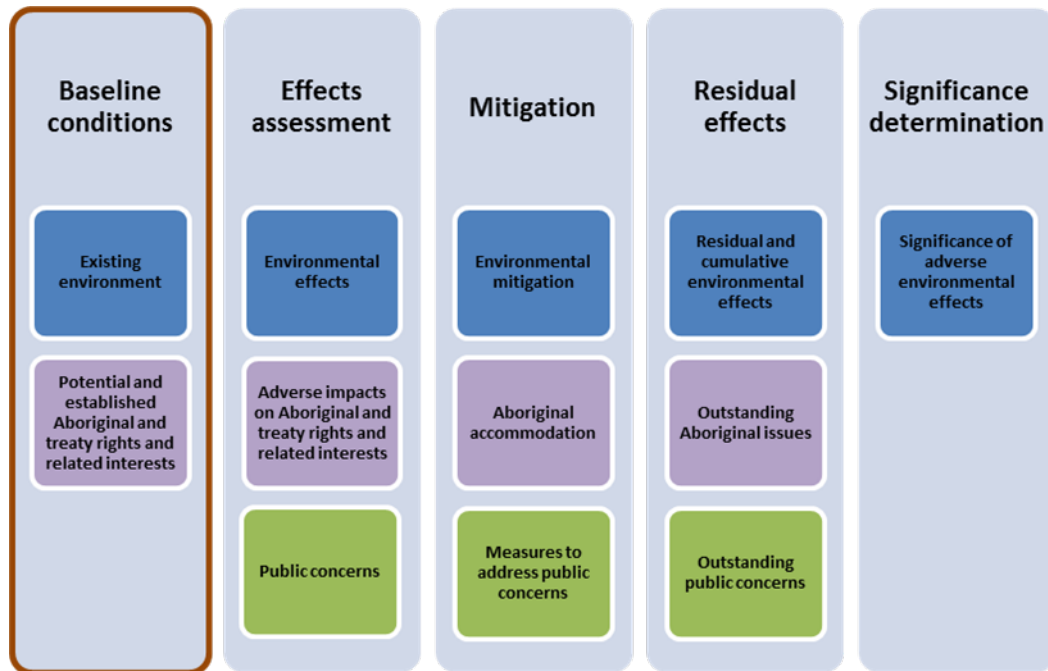 Baseline
conditions
Existing
environment
Potential and
established
Aboriginal and
treaty rights and
related interests
Effects
assessment
Environmental
effects
Adverse impacts
on Aboriginal and
treaty rights and
related interests
Public concerns
Mitigation
Environmental
mitigation
Aboriginal
accommodation
Measures to
address public
concerns
Residual
effects
Residual and
cumulative
environmental
effects
Outstanding
Aboriginal issues
Outstanding
public concerns
Significance
determination
Significance of
adverse
environmental
effects